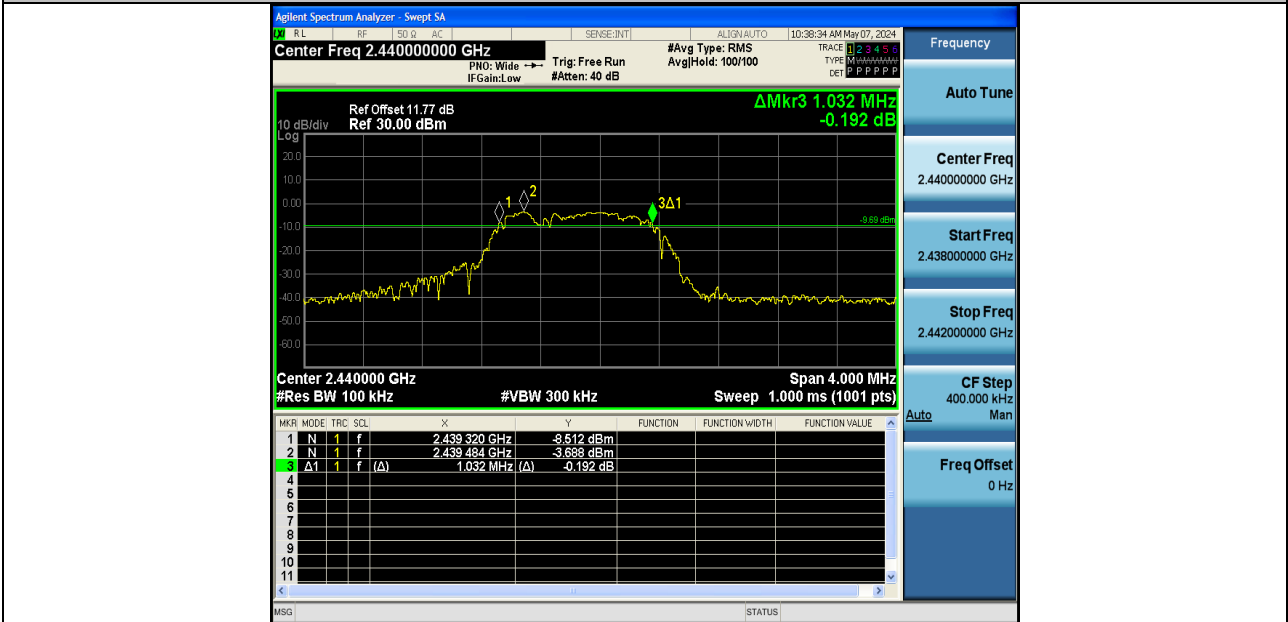 Agilent Spectrum Analyzer - Swept SA
RL RF 50 Ω AC SENSE:INT ALIGN AUTO 10:38:34 AM May 07, 2024
Center Freq 2.440000000 GHz
PNO: Wide
IFGain:Low
Trig: Free Run
#Atten: 40 dB
#Avg Type: RMS
Avg|Hold: 100/100
TRACE 1 2 3 4 5 6
TYPE M
DET P P P P P P
ΔMkr3 1.032 MHz
-0.192 dB
Ref Offset 11.77 dB
10 dB/div Ref 30.00 dBm
Log
20.0
10.0
0.00
-10.0
-20.0
-30.0
-40.0
-50.0
-60.0
1
2
3Δ1
-9.69 dBm
Center 2.440000 GHz Span 4.000 MHz
#Res BW 100 kHz #VBW 300 kHz Sweep 1.000 ms (1001 pts)
MKR MODE TRC SCL X Y FUNCTION FUNCTION WIDTH FUNCTION VALUE
1 N 1 f 2.439 320 GHz -8.512 dBm
2 N 1 f 2.439 484 GHz -3.688 dBm
3 Δ1 1 f (Δ) 1.032 MHz (Δ) -0.192 dB
4
5
6
7
8
9
10
11
MSG STATUS
Frequency
Auto Tune
Center Freq
2.440000000 GHz
Start Freq
2.438000000 GHz
Stop Freq
2.442000000 GHz
CF Step
400.000 kHz
Auto Man
Freq Offset
0 Hz